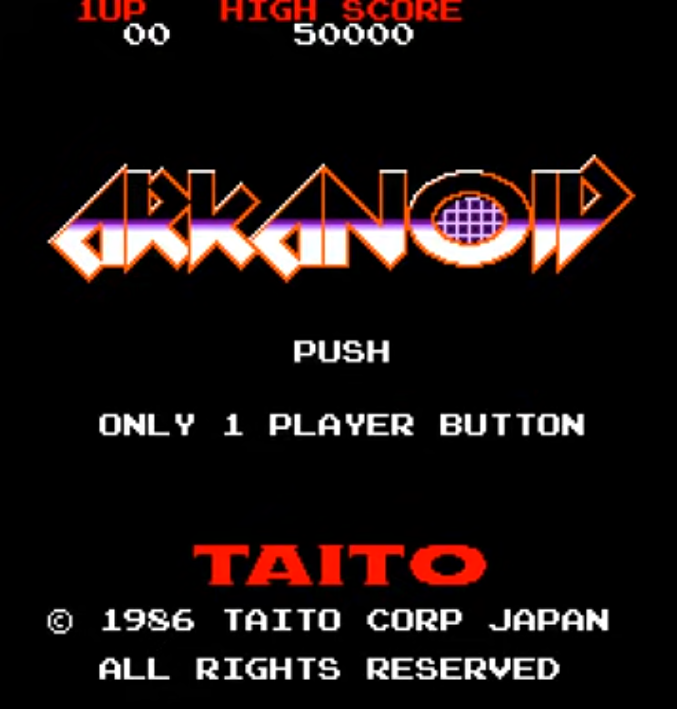 1UP HIGH SCORE
00 50000
ARKANOID
PUSH
ONLY 1 PLAYER BUTTON
TAITO
© 1986 TAITO CORP JAPAN
ALL RIGHTS RESERVED